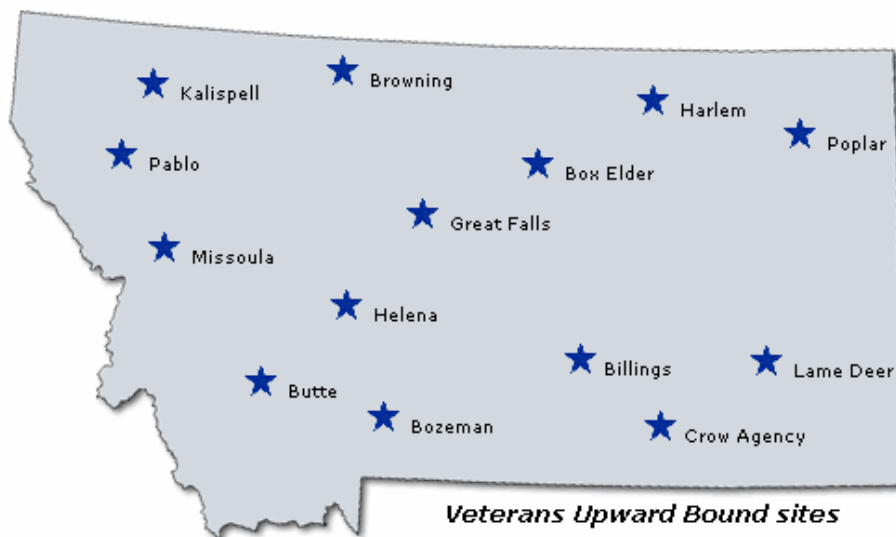 Browning
Kalispell
Harlem
Poplar
Pablo
Box Elder
Great Falls
Missoula
Helena
Billings
Lame Deer
Butte
Bozeman
Crow Agency
Veterans Upward Bound sites